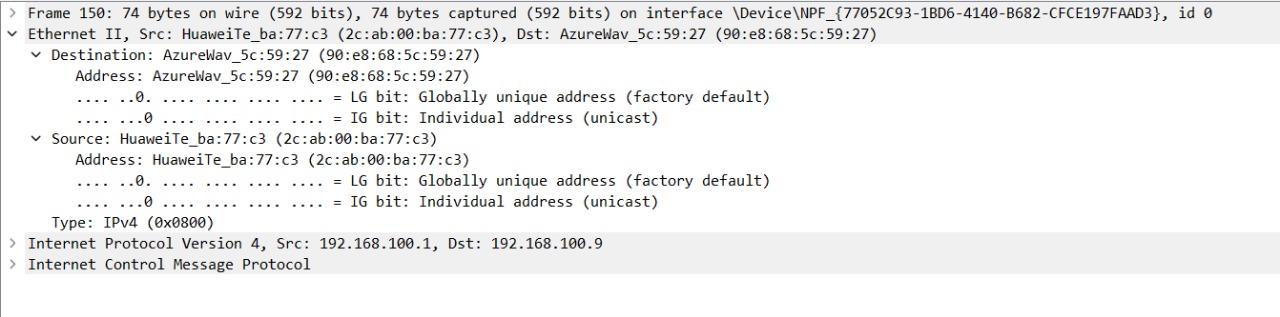 Frame 150: 74 bytes on wire (592 bits), 74 bytes captured (592 bits) on interface \Device\NPF_{77052C93-1BD6-4140-B682-CFCE197FAAD3}, id 0
Ethernet II, Src: HuaweiTe_ba:77:c3 (2c:ab:00:ba:77:c3), Dst: AzureWav_5c:59:27 (90:e8:68:5c:59:27)
Destination: AzureWav_5c:59:27 (90:e8:68:5c:59:27)
Address: AzureWav_5c:59:27 (90:e8:68:5c:59:27)
.... ..0. .... .... .... .... = LG bit: Globally unique address (factory default)
.... ...0 .... .... .... .... = IG bit: Individual address (unicast)
Source: HuaweiTe_ba:77:c3 (2c:ab:00:ba:77:c3)
Address: HuaweiTe_ba:77:c3 (2c:ab:00:ba:77:c3)
.... ..0. .... .... .... .... = LG bit: Globally unique address (factory default)
.... ...0 .... .... .... .... = IG bit: Individual address (unicast)
Type: IPv4 (0x0800)
Internet Protocol Version 4, Src: 192.168.100.1, Dst: 192.168.100.9
Internet Control Message Protocol